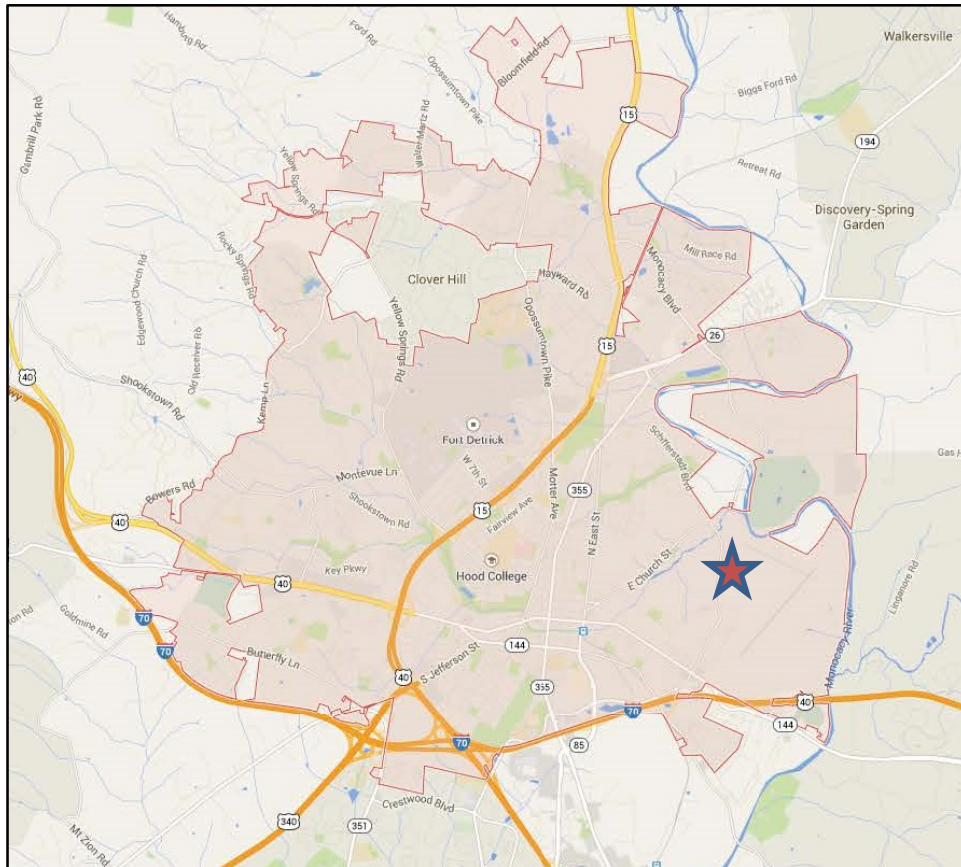 Hamburg Rd
Ford Rd
Bloomfield Rd
Walkersville
Gambrill Park Rd
Opossumtown Pike
Walter Martz Rd
Biggs Ford Rd
15
194
Yellow Springs Rd
Retreat Rd
Discovery-Spring
Garden
Rocky Springs Rd
Edgewood Church Rd
Clover Hill
Hayward Rd
Monocacy Blvd
Mill Race Rd
Old Receiver Rd
Yellow Springs Rd
Opossumtown Pike
15
26
40
Shookstown Rd
Kemp Ln
Fort Detrick
W 7th St
Schifferstadt Blvd
Montevue Ln
Motter Ave
355
Bowers Rd
Shookstown Rd
15
Fairview Ave
N East St
40
Key Pkwy
Hood College
E Church St
40
Linganore Rd
Goldmine Rd
70
144
Monocacy River
70
Butterfly Ln
S Jefferson St
40
355
70
40
144
70
85
Crestwood Blvd
340
351
Mt Zion Rd